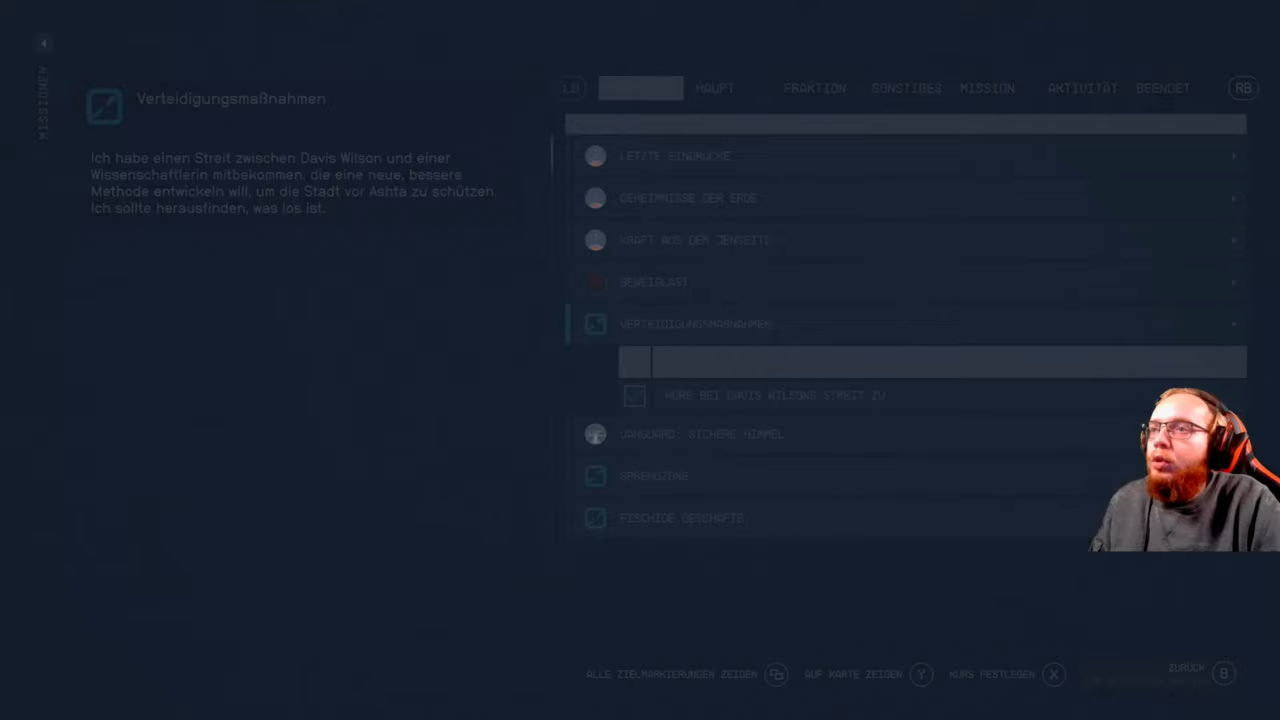 MISSIONEN
Verteidigungsmaßnahmen
Ich habe einen Streit zwischen Davis Wilson und einer
Wissenschaftlerin mitbekommen, die eine neue, bessere
Methode entwickeln will, um die Stadt vor Ashta zu schützen.
Ich sollte herausfinden, was los ist.
LB HAUPT FRAKTION SONSTIGES MISSION AKTIVITÄT BEENDET RB
LETZTE EINDRÜCKE
GEHEIMNISSE DER ERDE
KRAFT AUS DEM JENSEITS
BEWEISLAST
VERTEIDIGUNGSMAßNAHMEN
HÖRE BEI DAVIS WILSONS STREIT ZU
VANGUARD: SICHERE HIMMEL
SPRENGZONE
FISCHIGE GESCHÄFTE
ALLE ZIELMARKIERUNGEN ZEIGEN AUF KARTE ZEIGEN Y KURS FESTLEGEN X ZURÜCK B